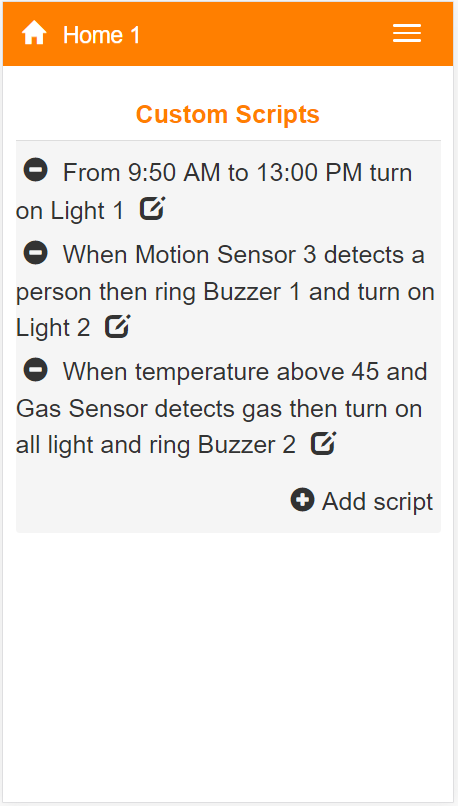 Home 1
Custom Scripts
From 9:50 AM to 13:00 PM turn
on Light 1
When Motion Sensor 3 detects a
person then ring Buzzer 1 and turn on
Light 2
When temperature above 45 and
Gas Sensor detects gas then turn on
all light and ring Buzzer 2
Add script